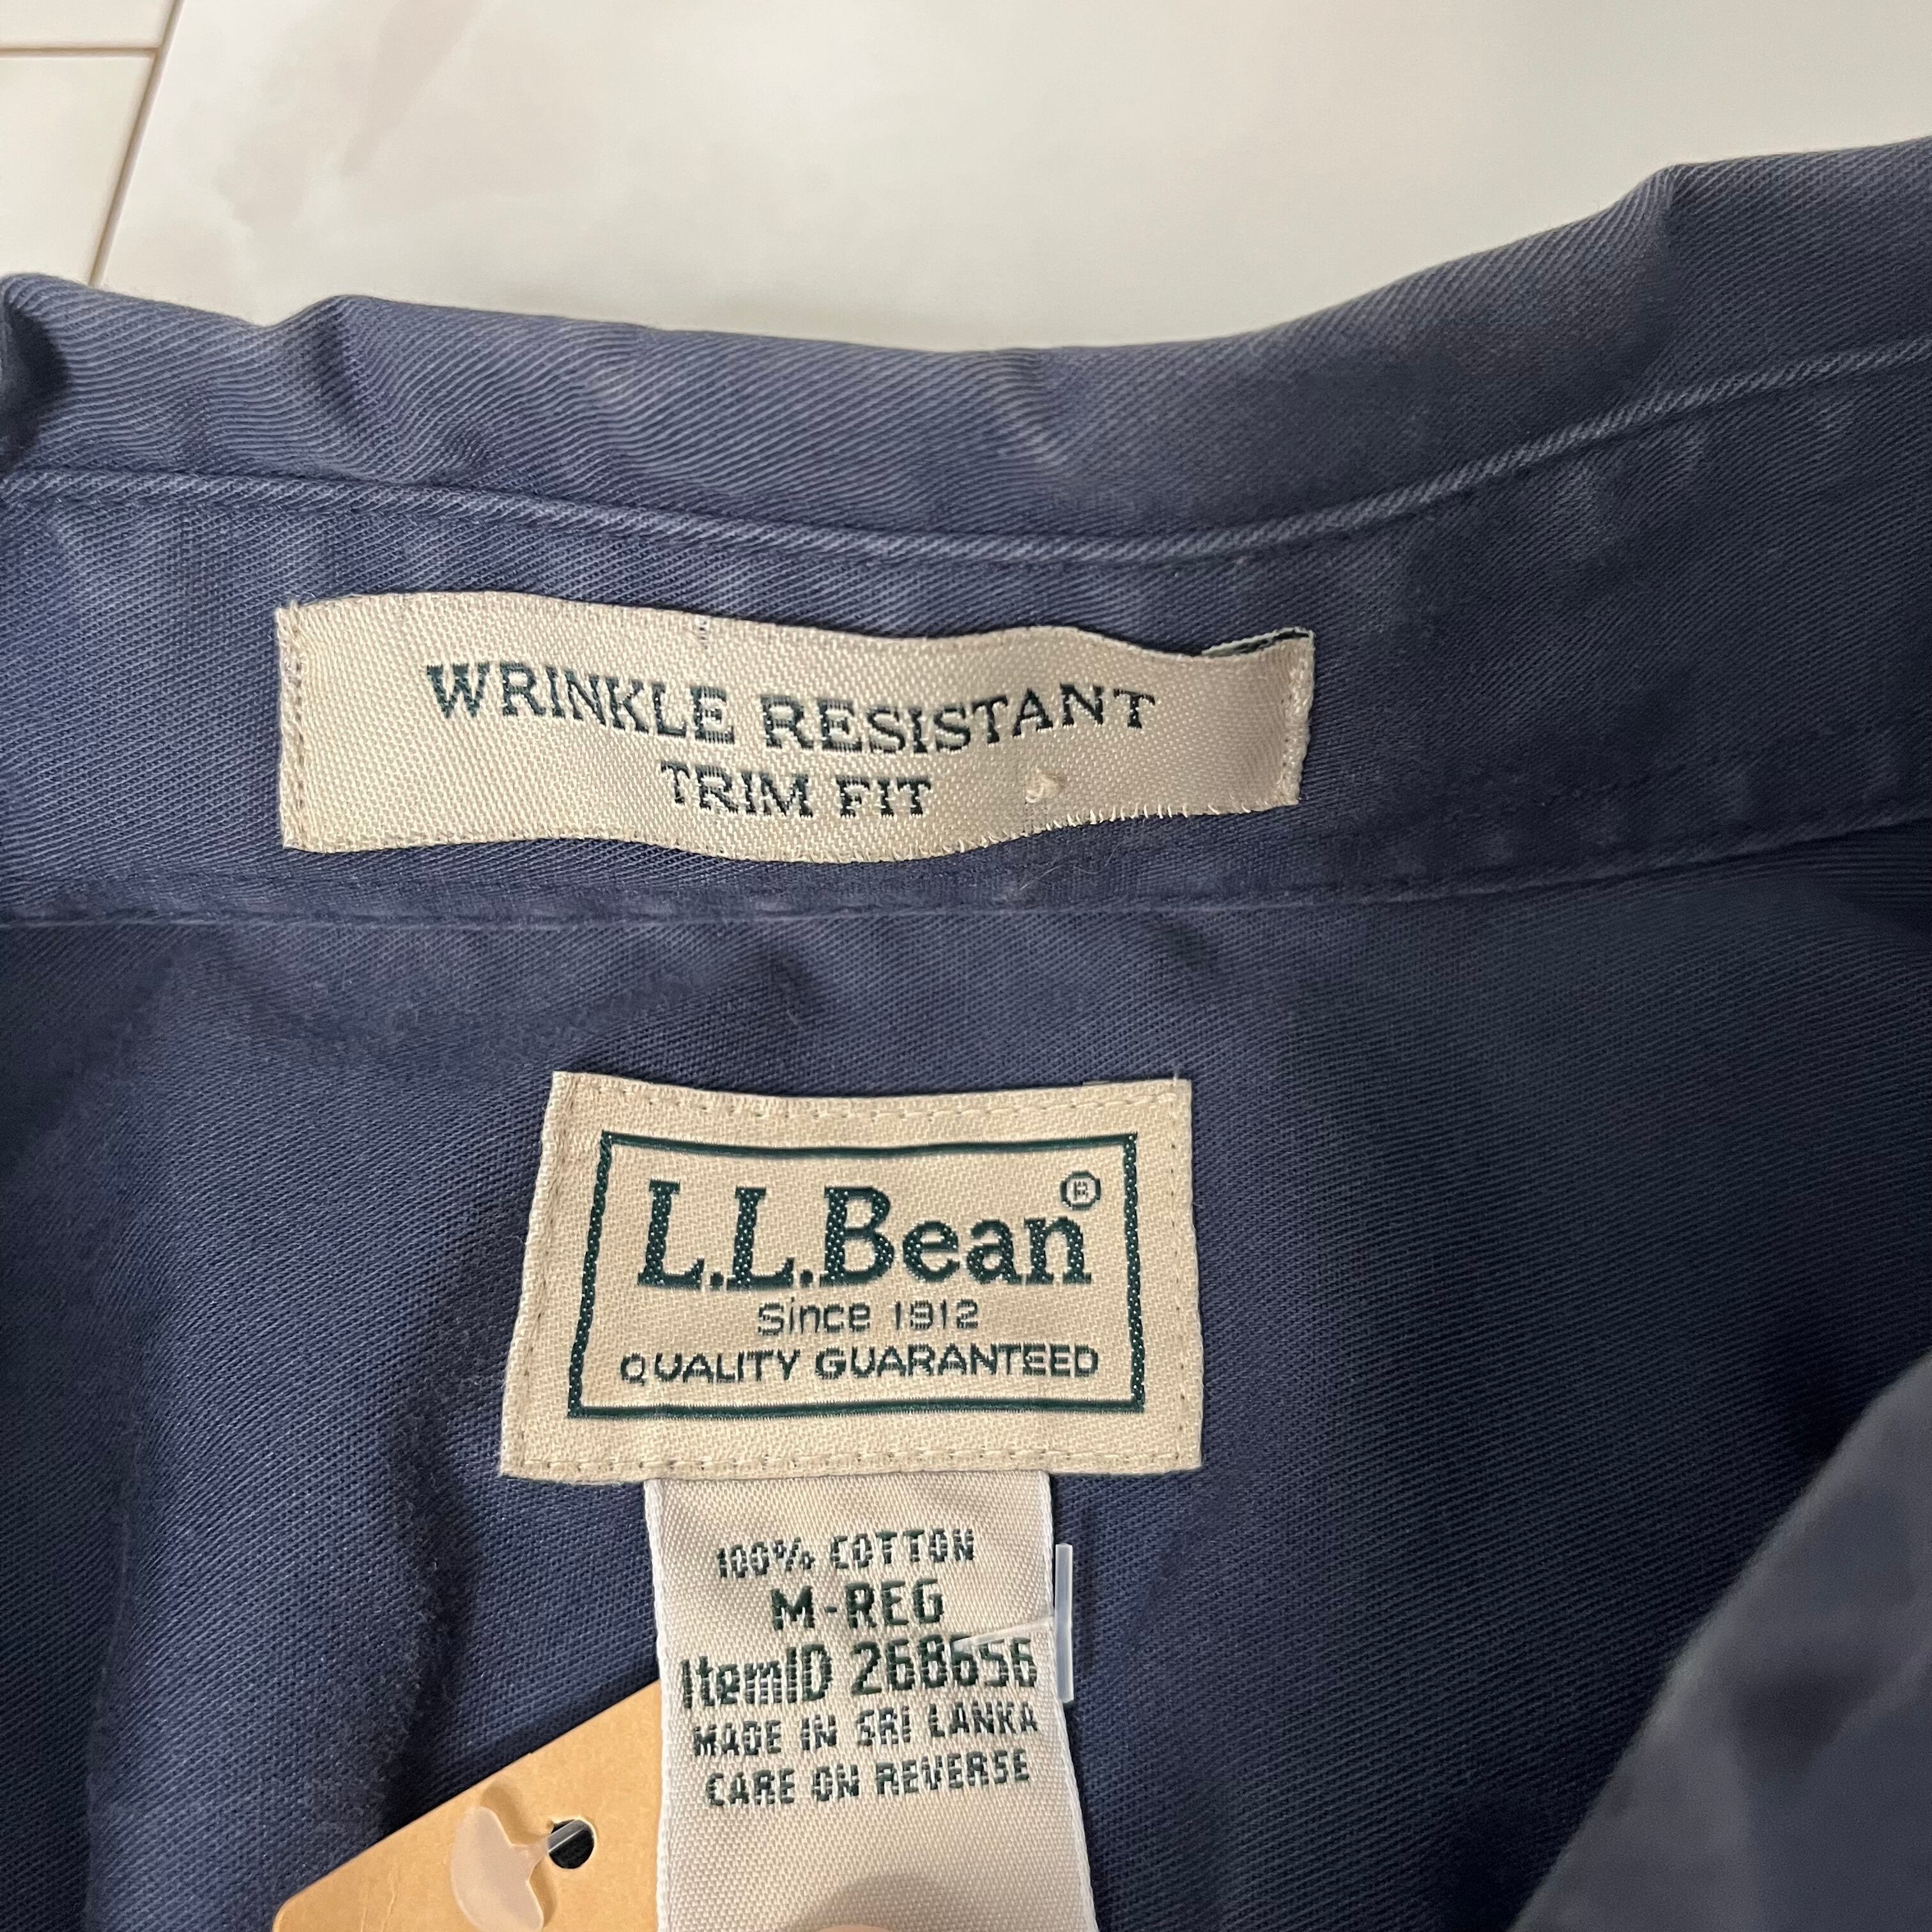 WRINKLE RESISTANT
TRIM FIT
L.L.Bean®
Since 1912
QUALITY GUARANTEED
100% COTTON
M-REG
ItemID 268656
MADE IN SRI LANKA
CARE ON REVERSE